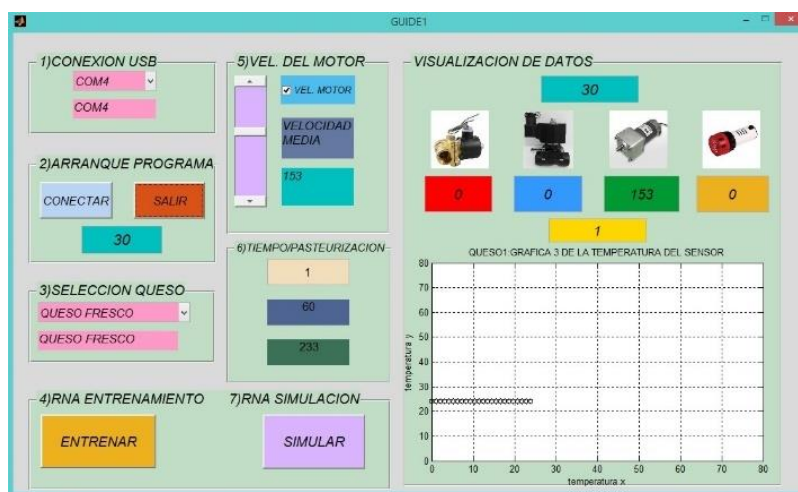 GUIDE1
1)CONEXION USB
COM4
COM4
2)ARRANQUE PROGRAMA
CONECTAR
SALIR
30
3)SELECCION QUESO
QUESO FRESCO
QUESO FRESCO
4)RNA ENTRENAMIENTO
ENTRENAR
5)VEL. DEL MOTOR
VEL. MOTOR
VELOCIDAD
MEDIA
153
6)TIEMPO/PASTEURIZACION
1
60
233
7)RNA SIMULACION
SIMULAR
VISUALIZACION DE DATOS
30
0
0
153
0
1
QUESO1:GRAFICA 3 DE LA TEMPERATURA DEL SENSOR
temperatura y
80
70
60
50
40
30
20
10
0
0 10 20 30 40 50 60 70 80
temperatura x